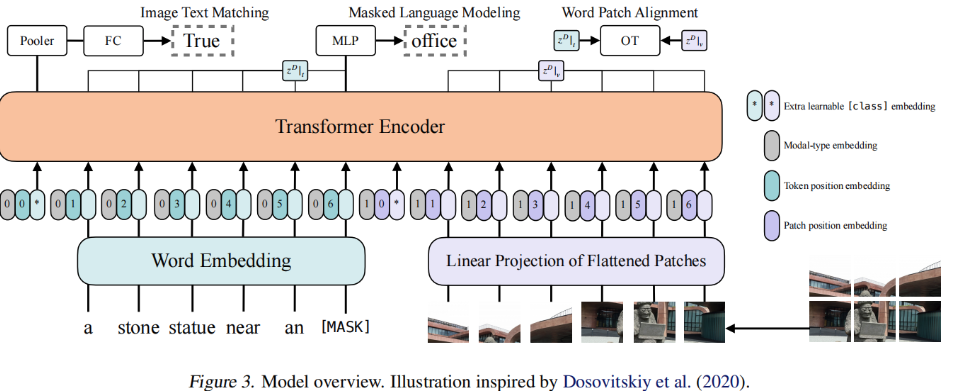 Image Text Matching
Masked Language Modeling
Word Patch Alignment
Pooler FC True
MLP office
z^D|_t OT z^D|_v
z^D|_t
z^D|_v
Transformer Encoder
0 0 * 0 1 0 2 0 3 0 4 0 5 0 6 1 0 * 1 1 1 2 1 3 1 4 1 5 1 6
Word Embedding
Linear Projection of Flattened Patches
a stone statue near an [MASK]
* * Extra learnable [class] embedding
Modal-type embedding
Token position embedding
Patch position embedding
Figure 3. Model overview. Illustration inspired by Dosovitskiy et al. (2020).